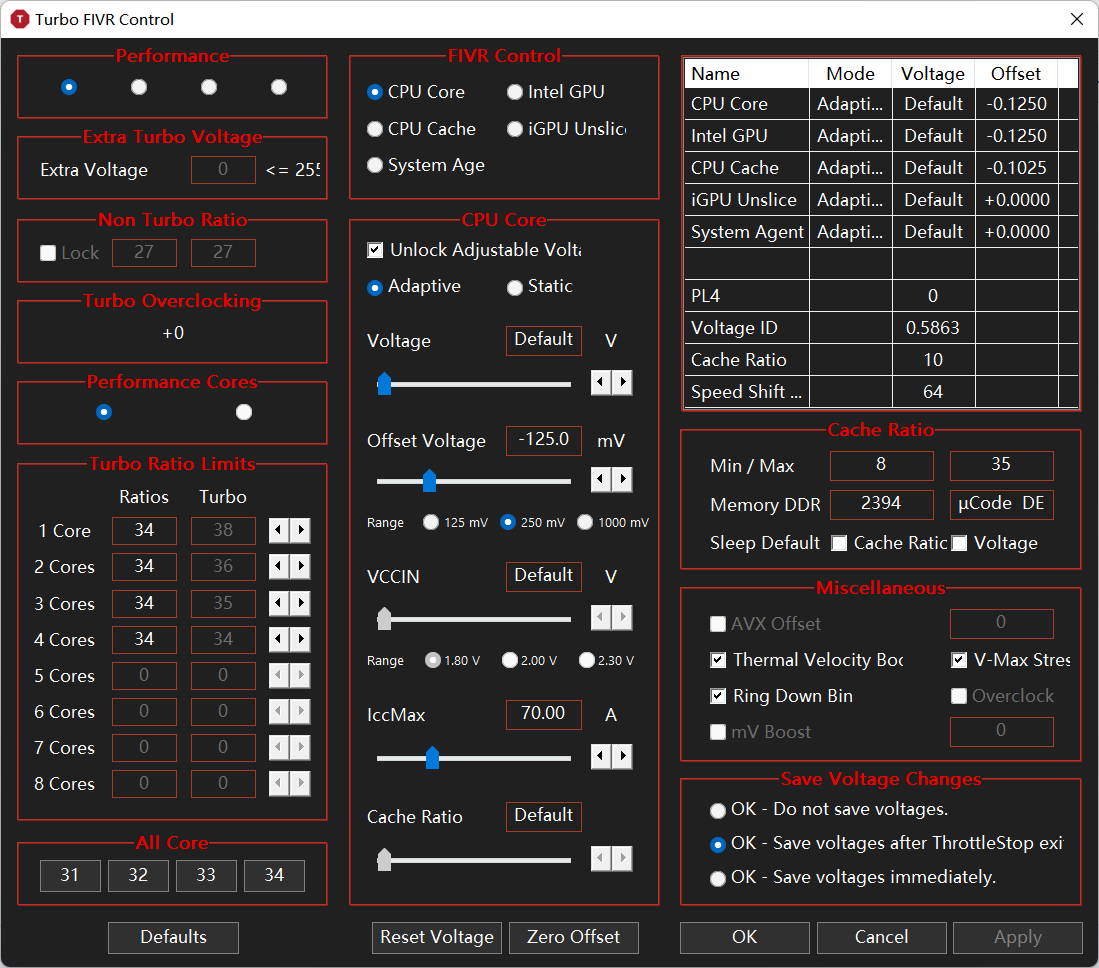 T Turbo FIVR Control
Performance
Extra Turbo Voltage
Extra Voltage 0 <= 255
Non Turbo Ratio
Lock 27 27
Turbo Overclocking
+0
Performance Cores
Turbo Ratio Limits
Ratios Turbo
1 Core 34 38
2 Cores 34 36
3 Cores 34 35
4 Cores 34 34
5 Cores 0 0
6 Cores 0 0
7 Cores 0 0
8 Cores 0 0
All Core
31 32 33 34
Defaults
FIVR Control
CPU Core Intel GPU
CPU Cache iGPU Unslic
System Age
CPU Core
Unlock Adjustable Volta
Adaptive Static
Voltage Default V
Offset Voltage -125.0 mV
Range 125 mV 250 mV 1000 mV
VCCIN Default V
Range 1.80 V 2.00 V 2.30 V
IccMax 70.00 A
Cache Ratio Default
Reset Voltage Zero Offset
Name Mode Voltage Offset
CPU Core Adapti... Default -0.1250
Intel GPU Adapti... Default -0.1250
CPU Cache Adapti... Default -0.1025
iGPU Unslice Adapti... Default +0.0000
System Agent Adapti... Default +0.0000
PL4 0
Voltage ID 0.5863
Cache Ratio 10
Speed Shift ... 64
Cache Ratio
Min / Max 8 35
Memory DDR 2394 µCode DE
Sleep Default Cache Ratic Voltage
Miscellaneous
AVX Offset 0
Thermal Velocity Boc V-Max Stres
Ring Down Bin Overclock
mV Boost 0
Save Voltage Changes
OK - Do not save voltages.
OK - Save voltages after ThrottleStop exi
OK - Save voltages immediately.
OK Cancel Apply